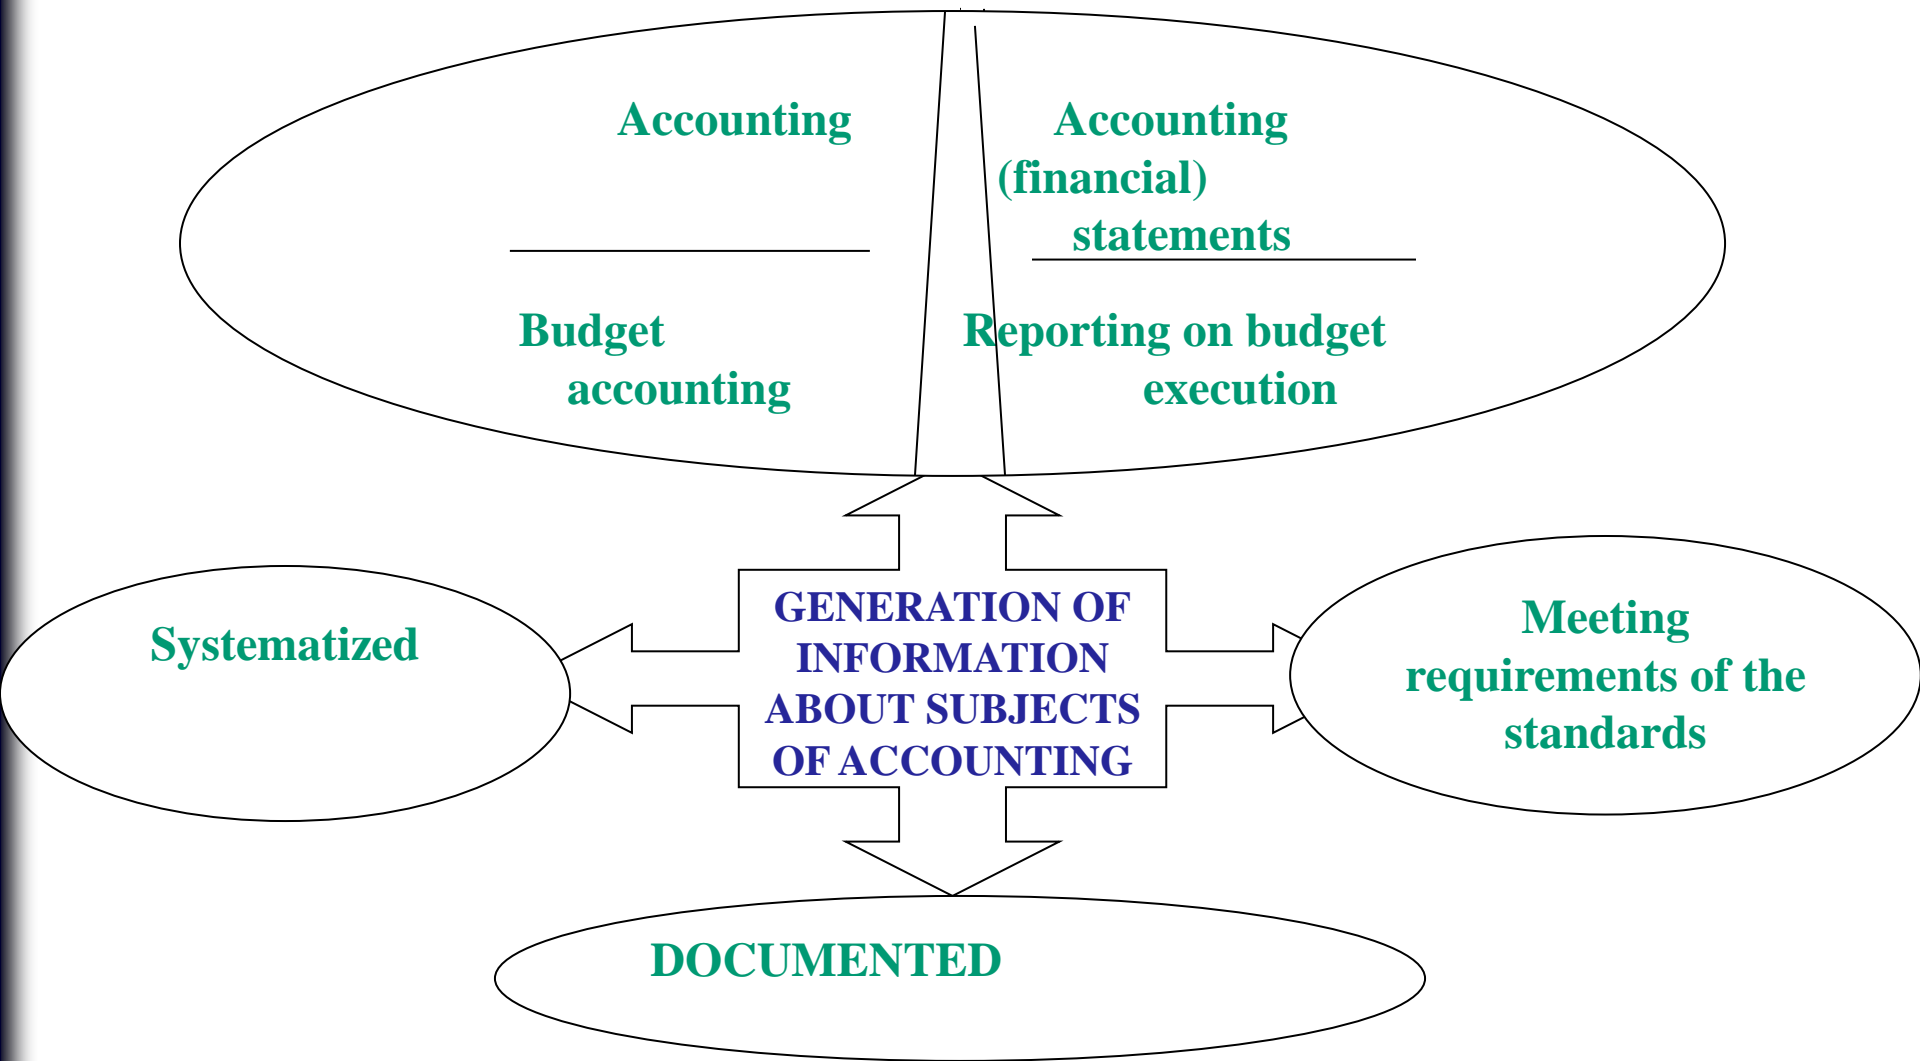 Accounting
Budget
accounting
Accounting
(financial)
statements
Reporting on budget
execution
Systematized
GENERATION OF
INFORMATION
ABOUT SUBJECTS
OF ACCOUNTING
Meeting
requirements of the
standards
DOCUMENTED